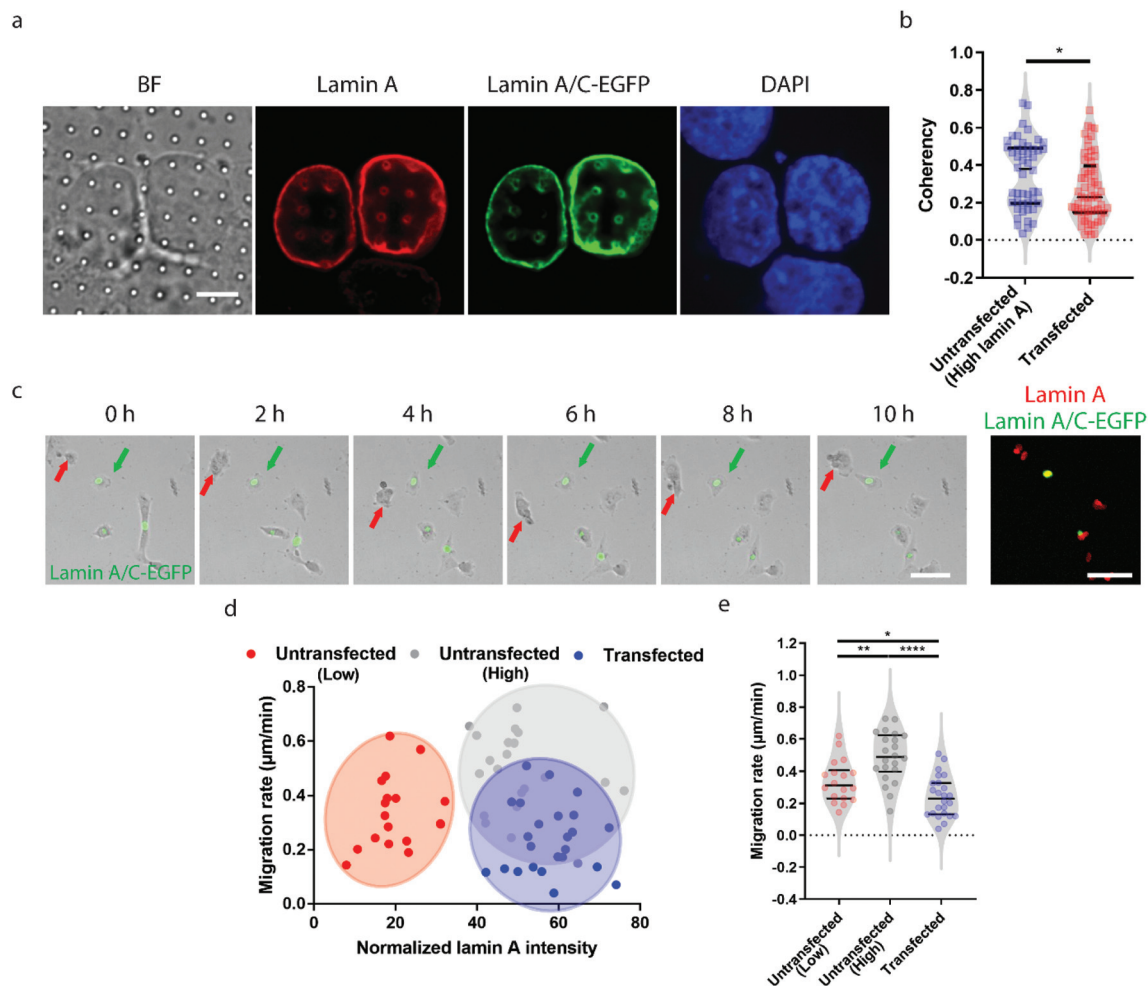 a
BF
Lamin A
Lamin A/C-EGFP
DAPI
b
1.0
0.8
0.6
0.4
0.2
0.0
-0.2
Coherency
*
Untransfected
(High lamin A)
Transfected
c
0 h
2 h
4 h
6 h
8 h
10 h
Lamin A
Lamin A/C-EGFP
Lamin A/C-EGFP
d
Untransfected
(Low)
Untransfected
(High)
Transfected
0.8
0.6
0.4
0.2
0.0
Migration rate (µm/min)
0
20
40
60
80
Normalized lamin A intensity
e
*
**
****
1.2
1.0
0.8
0.6
0.4
0.2
0.0
-0.2
-0.4
Migration rate (µm/min)
Untransfected
(Low)
Untransfected
(High)
Transfected